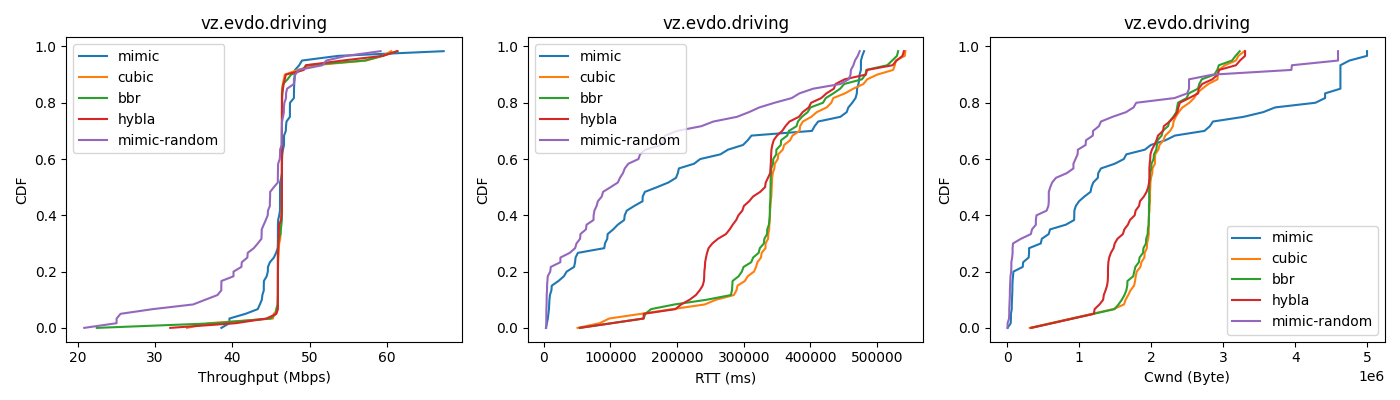 vz.evdo.driving
mimic
cubic
bbr
hybla
mimic-random
CDF
1.0
0.8
0.6
0.4
0.2
0.0
20 30 40 50 60
Throughput (Mbps)
vz.evdo.driving
mimic
cubic
bbr
hybla
mimic-random
CDF
1.0
0.8
0.6
0.4
0.2
0.0
0 100000 200000 300000 400000 500000
RTT (ms)
vz.evdo.driving
CDF
1.0
0.8
0.6
0.4
0.2
0.0
mimic
cubic
bbr
hybla
mimic-random
0 1 2 3 4 5
1e6
Cwnd (Byte)